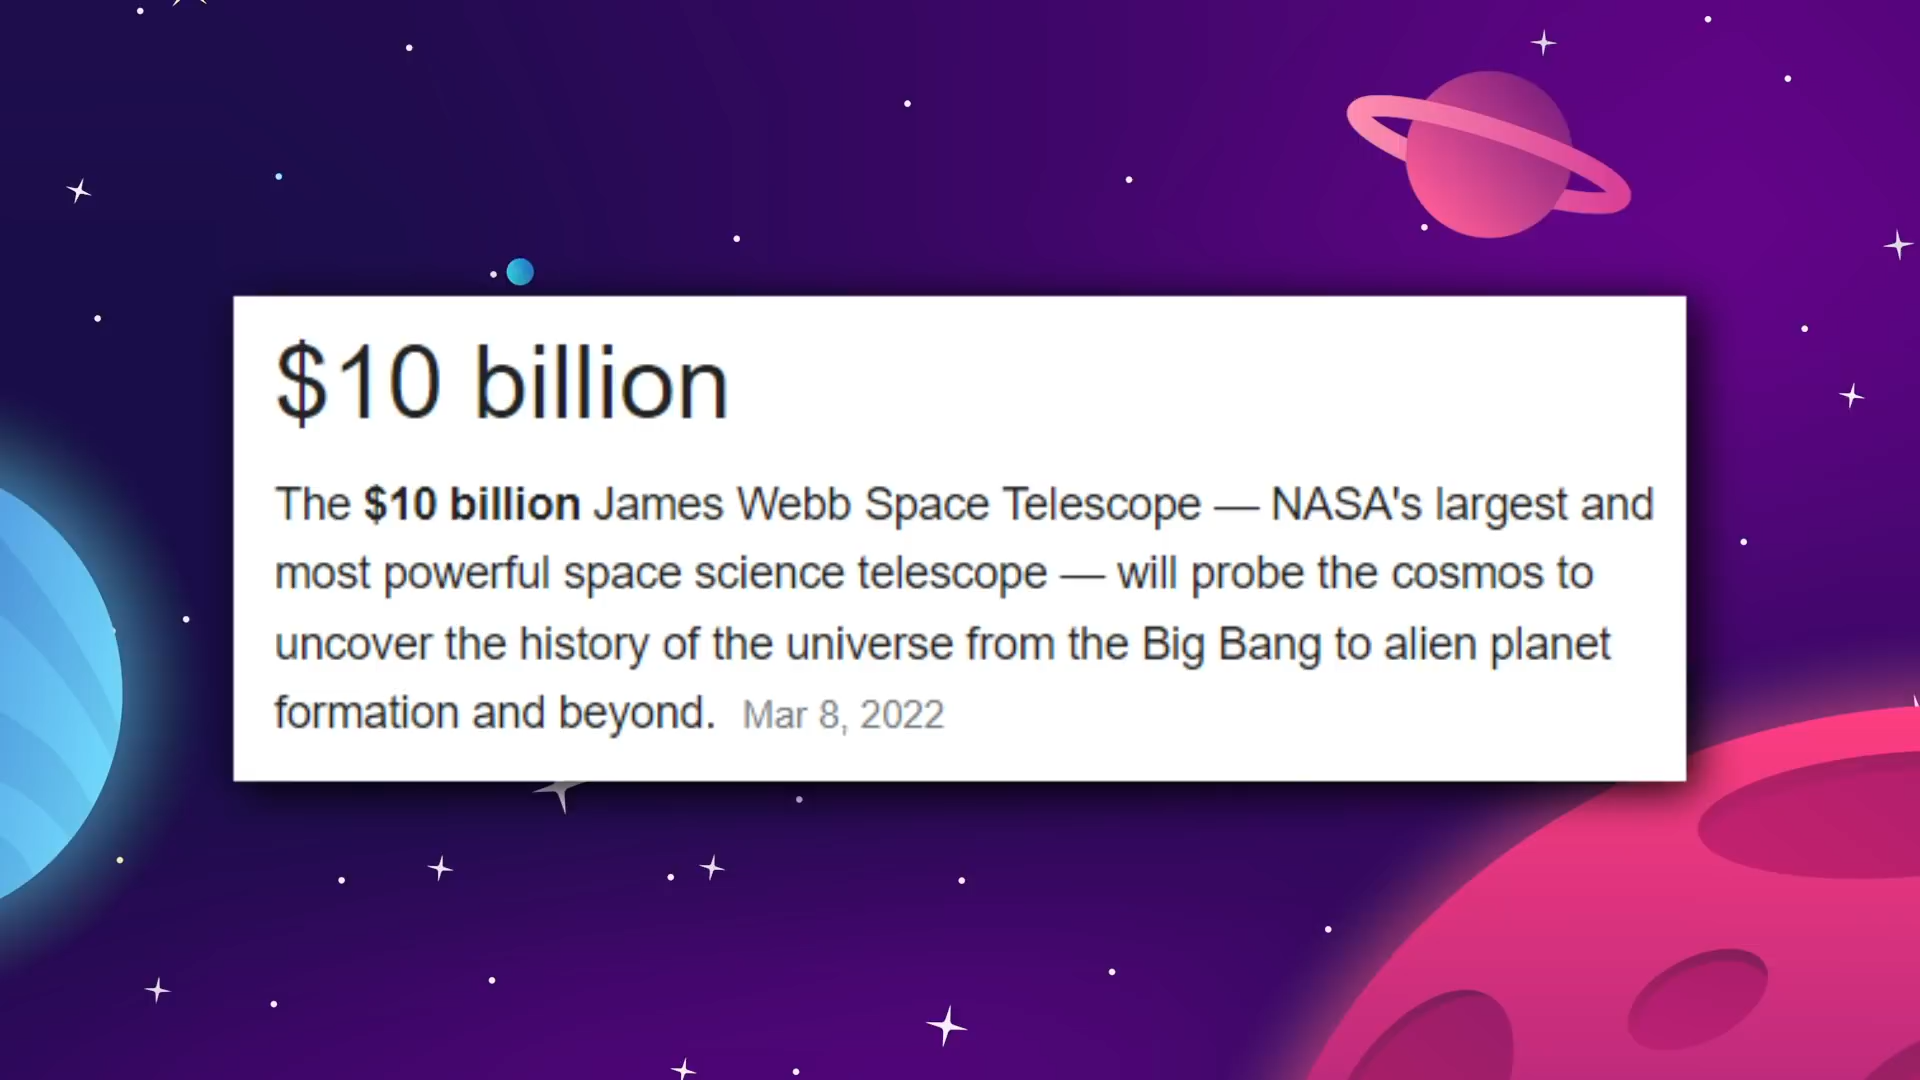 $10 billion
The $10 billion James Webb Space Telescope — NASA's largest and
most powerful space science telescope — will probe the cosmos to
uncover the history of the universe from the Big Bang to alien planet
formation and beyond. Mar 8, 2022